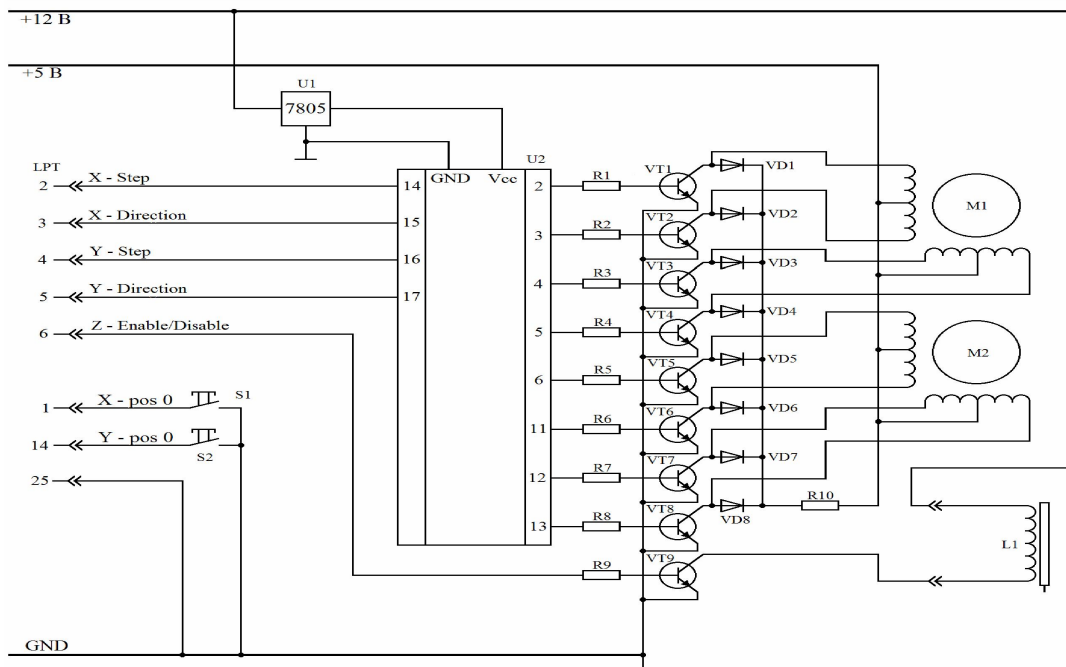 +12 В
+5 В
U1
7805
LPT
U2
GND Vcc
2 X - Step 14
3 X - Direction 15
4 Y - Step 16
5 Y - Direction 17
6 Z - Enable/Disable
1 X - pos 0 S1
14 Y - pos 0 S2
25
GND
2 R1 VT1 VD1
3 R2 VT2 VD2
4 R3 VT3 VD3
5 R4 VT4 VD4
6 R5 VT5 VD5
11 R6 VT6 VD6
12 R7 VT7 VD7
13 R8 VT8 VD8
R9 VT9
R10
M1
M2
L1